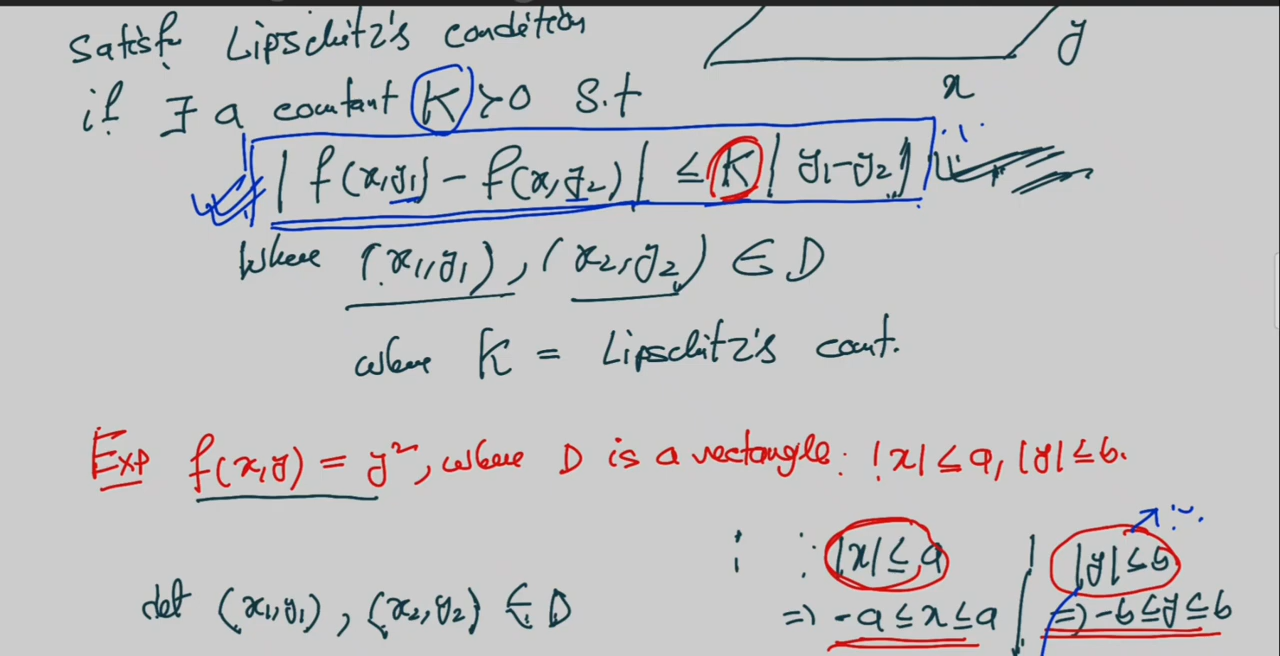 Satisfy Lipschitz's condition
y
x
if ∃ a constant K>0 s.t
| f(x,y₁) - f(x,y₂) | ≤ K | y₁-y₂ |
where (x₁,y₁), (x₂,y₂) ∈ D
where K = Lipschitz's const.
Exp f(x,y) = y², where D is a rectangle: |x| ≤ a, |y| ≤ b.
∵ |x| ≤ a | |y| ≤ b
⇒ -a ≤ x ≤ a | ⇒ -b ≤ y ≤ b
let (x₁,y₁), (x₂,y₂) ∈ D